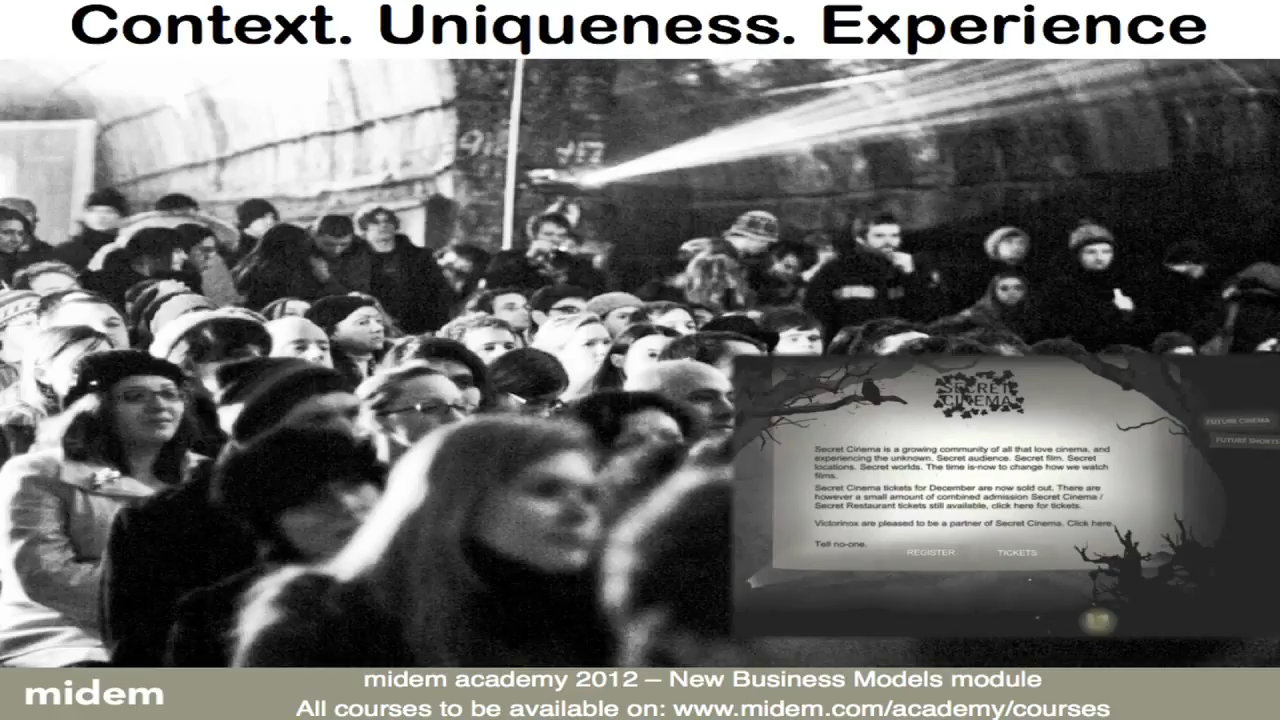 Context. Uniqueness. Experience
SECRET
CINEMA
FUTURE CINEMA
FUTURE SHORTS
Secret Cinema is a growing community of all that love cinema, and
experiencing the unknown. Secret audience. Secret film. Secret
locations. Secret worlds. The time is now to change how we watch
films.
Secret Cinema tickets for December are now sold out. There are
however a small amount of combined admission Secret Cinema /
Secret Restaurant tickets still available, click here for tickets.
Victorinox are pleased to be a partner of Secret Cinema. Click here.
Tell no-one.
REGISTER TICKETS
midem
midem academy 2012 – New Business Models module
All courses to be available on: www.midem.com/academy/courses